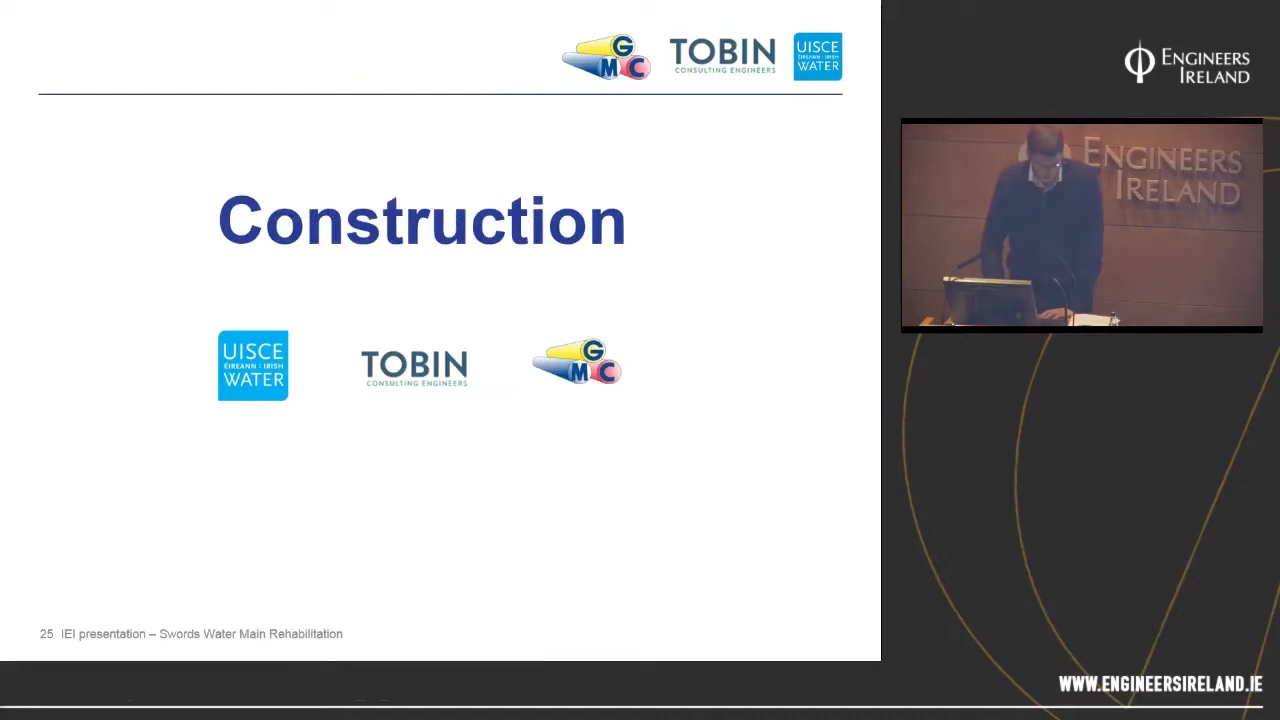 G
M C
TOBIN
CONSULTING ENGINEERS
UISCE
ÉIREANN : IRISH
WATER
ENGINEERS
IRELAND
ENGINEERS
IRELAND
Construction
UISCE
ÉIREANN : IRISH
WATER
TOBIN
CONSULTING ENGINEERS
G
M C
25 IEI presentation – Swords Water Main Rehabilitation
WWW.ENGINEERSIRELAND.IE